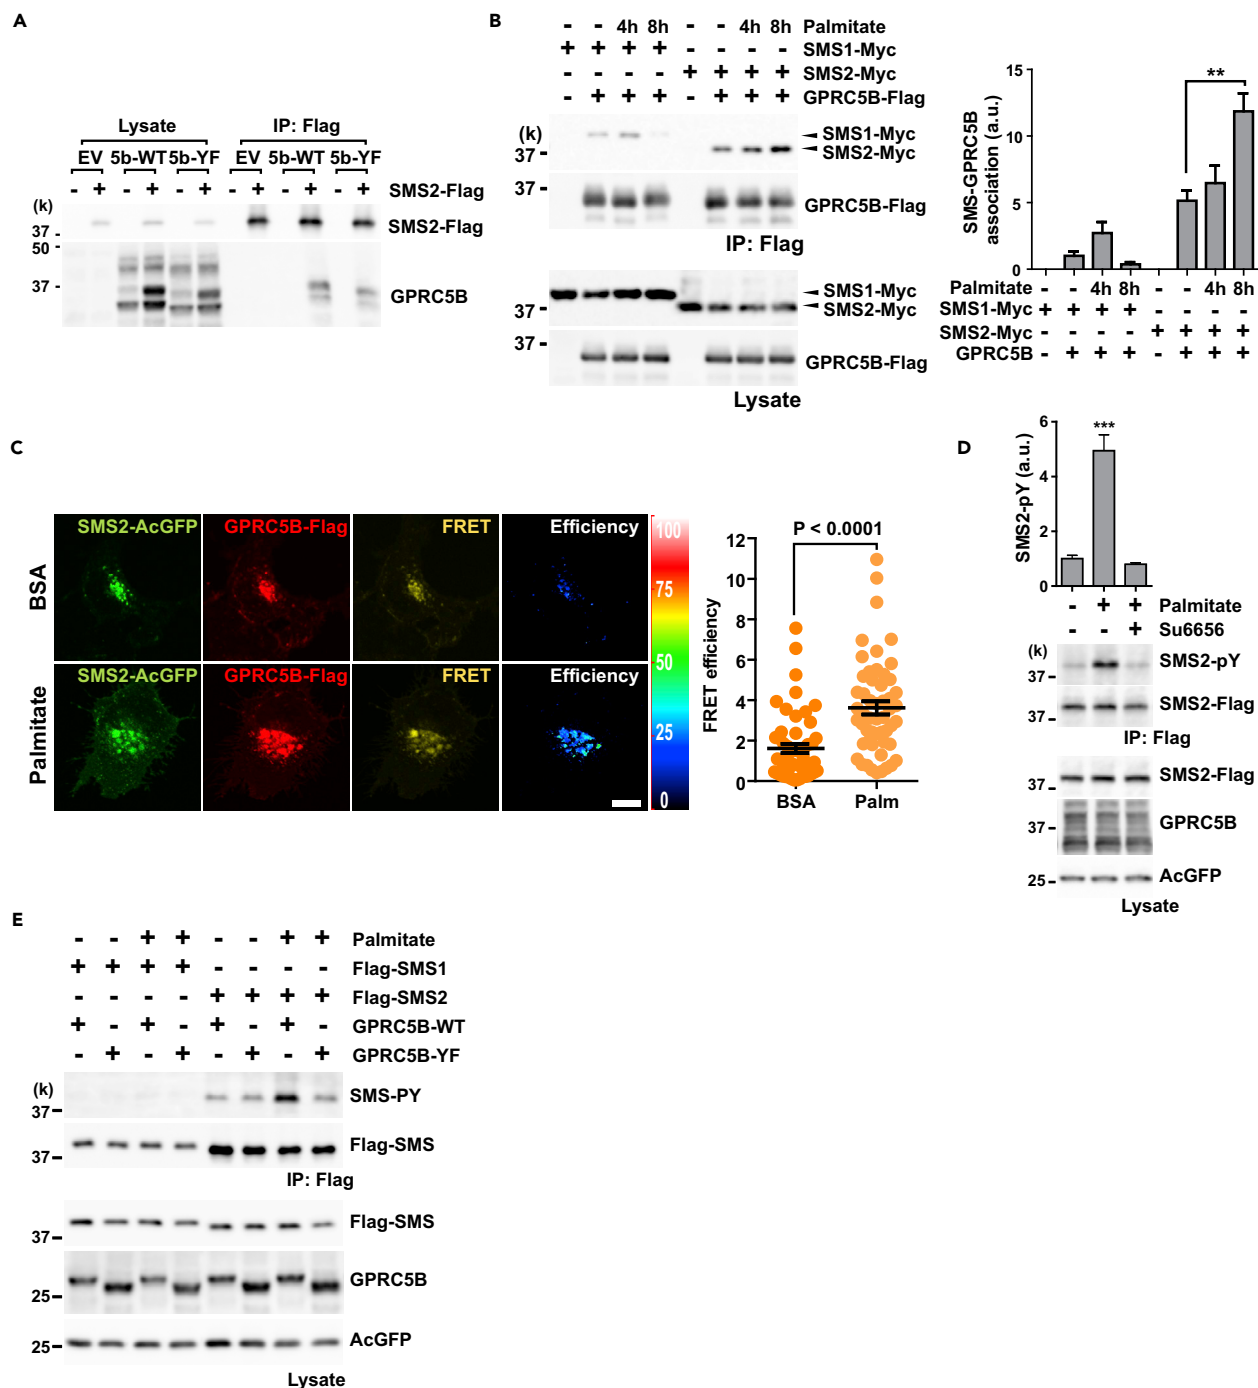 A
Lysate IP: Flag
EV 5b-WT 5b-YF EV 5b-WT 5b-YF
- + - + - + - + - + - + SMS2-Flag
(k)
37
SMS2-Flag
50
37
GPRC5B
B
- - 4h 8h - - 4h 8h Palmitate
+ + + + - - - - SMS1-Myc
- - - - + + + + SMS2-Myc
- + + + - + + + GPRC5B-Flag
(k)
37
SMS1-Myc
SMS2-Myc
37
GPRC5B-Flag
IP: Flag
37
SMS1-Myc
SMS2-Myc
37
GPRC5B-Flag
Lysate
SMS-GPRC5B
association (a.u.)
15
10
5
0
**
Palmitate - - 4h 8h - - 4h 8h
SMS1-Myc + + + + - - - -
SMS2-Myc - - - - + + + +
GPRC5B - + + + - + + +
C
BSA
SMS2-AcGFP GPRC5B-Flag FRET Efficiency
Palmitate
SMS2-AcGFP GPRC5B-Flag FRET Efficiency
100
75
50
25
0
FRET efficiency
12
10
8
6
4
2
0
P < 0.0001
BSA Palm
D
SMS2-pY (a.u.)
6
4
2
0
***
- + + Palmitate
- - + Su6656
(k)
37
SMS2-pY
37
SMS2-Flag
IP: Flag
37
SMS2-Flag
37
GPRC5B
25
AcGFP
Lysate
E
- - + + - - + + Palmitate
+ + + + - - - - Flag-SMS1
- - - - + + + + Flag-SMS2
+ - + - + - + - GPRC5B-WT
- + - + - + - + GPRC5B-YF
(k)
37
SMS-PY
37
Flag-SMS
IP: Flag
37
Flag-SMS
25
GPRC5B
25
AcGFP
Lysate